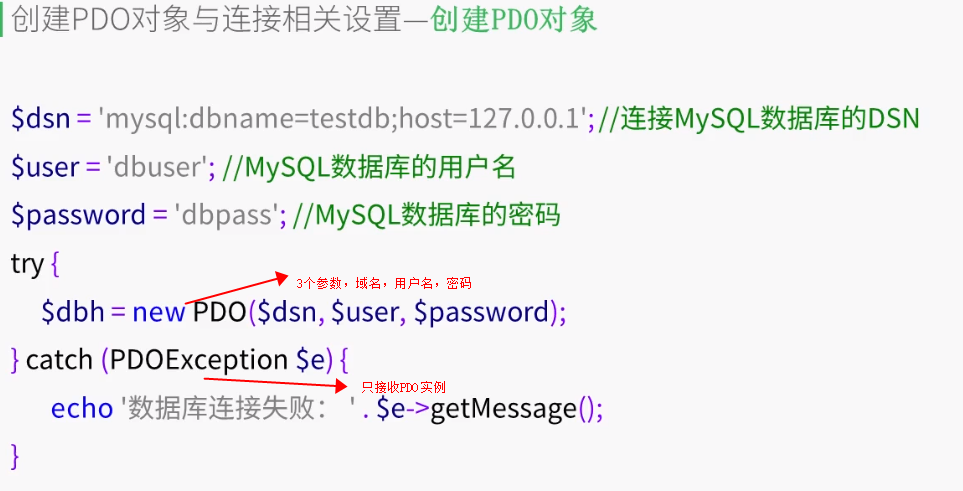 创建PDO对象与连接相关设置—创建PDO对象
$dsn = 'mysql:dbname=testdb;host=127.0.0.1'; //连接MySQL数据库的DSN
$user = 'dbuser'; //MySQL数据库的用户名
$password = 'dbpass'; //MySQL数据库的密码
try {
3个参数，域名，用户名，密码
$dbh = new PDO($dsn, $user, $password);
} catch (PDOException $e) {
只接收PDO实例
echo '数据库连接失败： ' . $e->getMessage();
}